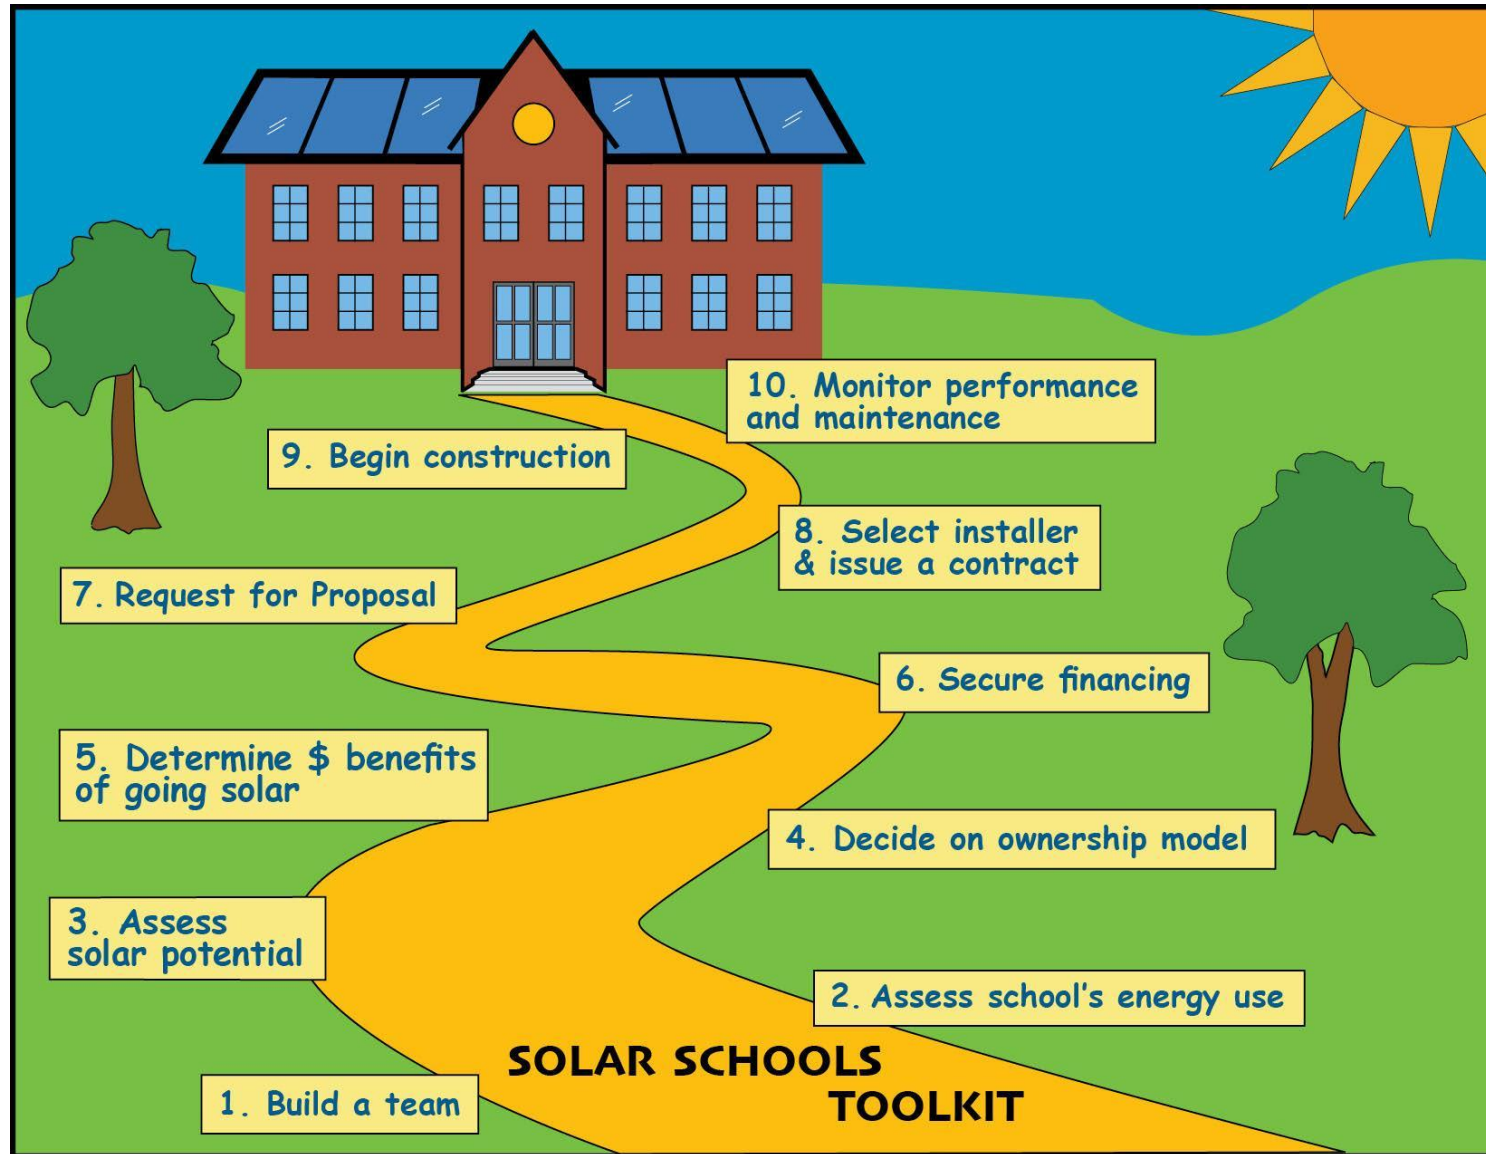 10. Monitor performance
and maintenance
9. Begin construction
8. Select installer
& issue a contract
7. Request for Proposal
6. Secure financing
5. Determine $ benefits
of going solar
4. Decide on ownership model
3. Assess
solar potential
2. Assess school's energy use
SOLAR SCHOOLS
TOOLKIT
1. Build a team